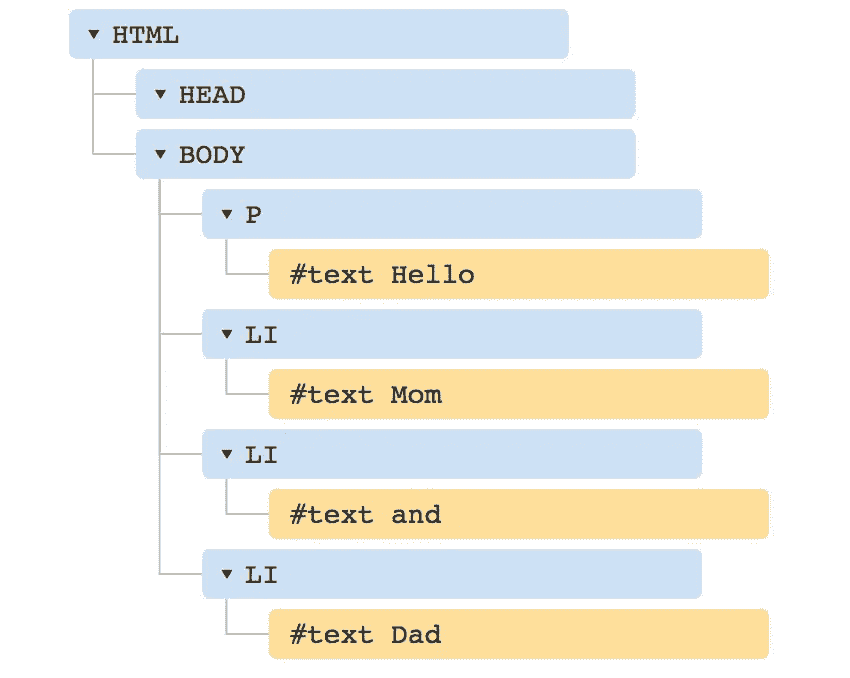 HTML
HEAD
BODY
P
#text Hello
LI
#text Mom
LI
#text and
LI
#text Dad